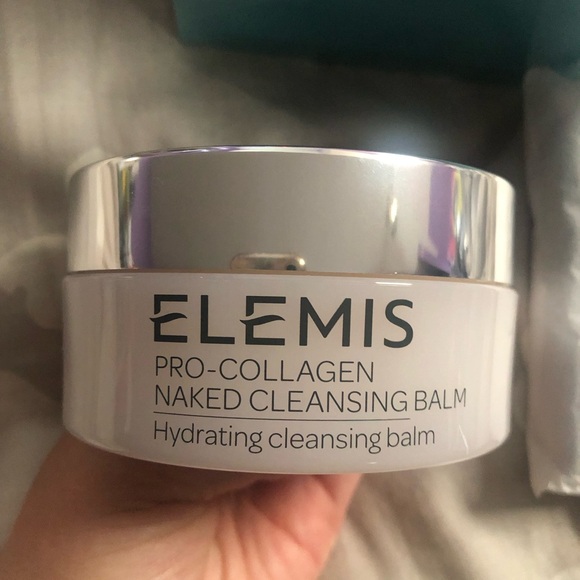 ELEMIS
PRO-COLLAGEN
NAKED CLEANSING BALM
Hydrating cleansing balm